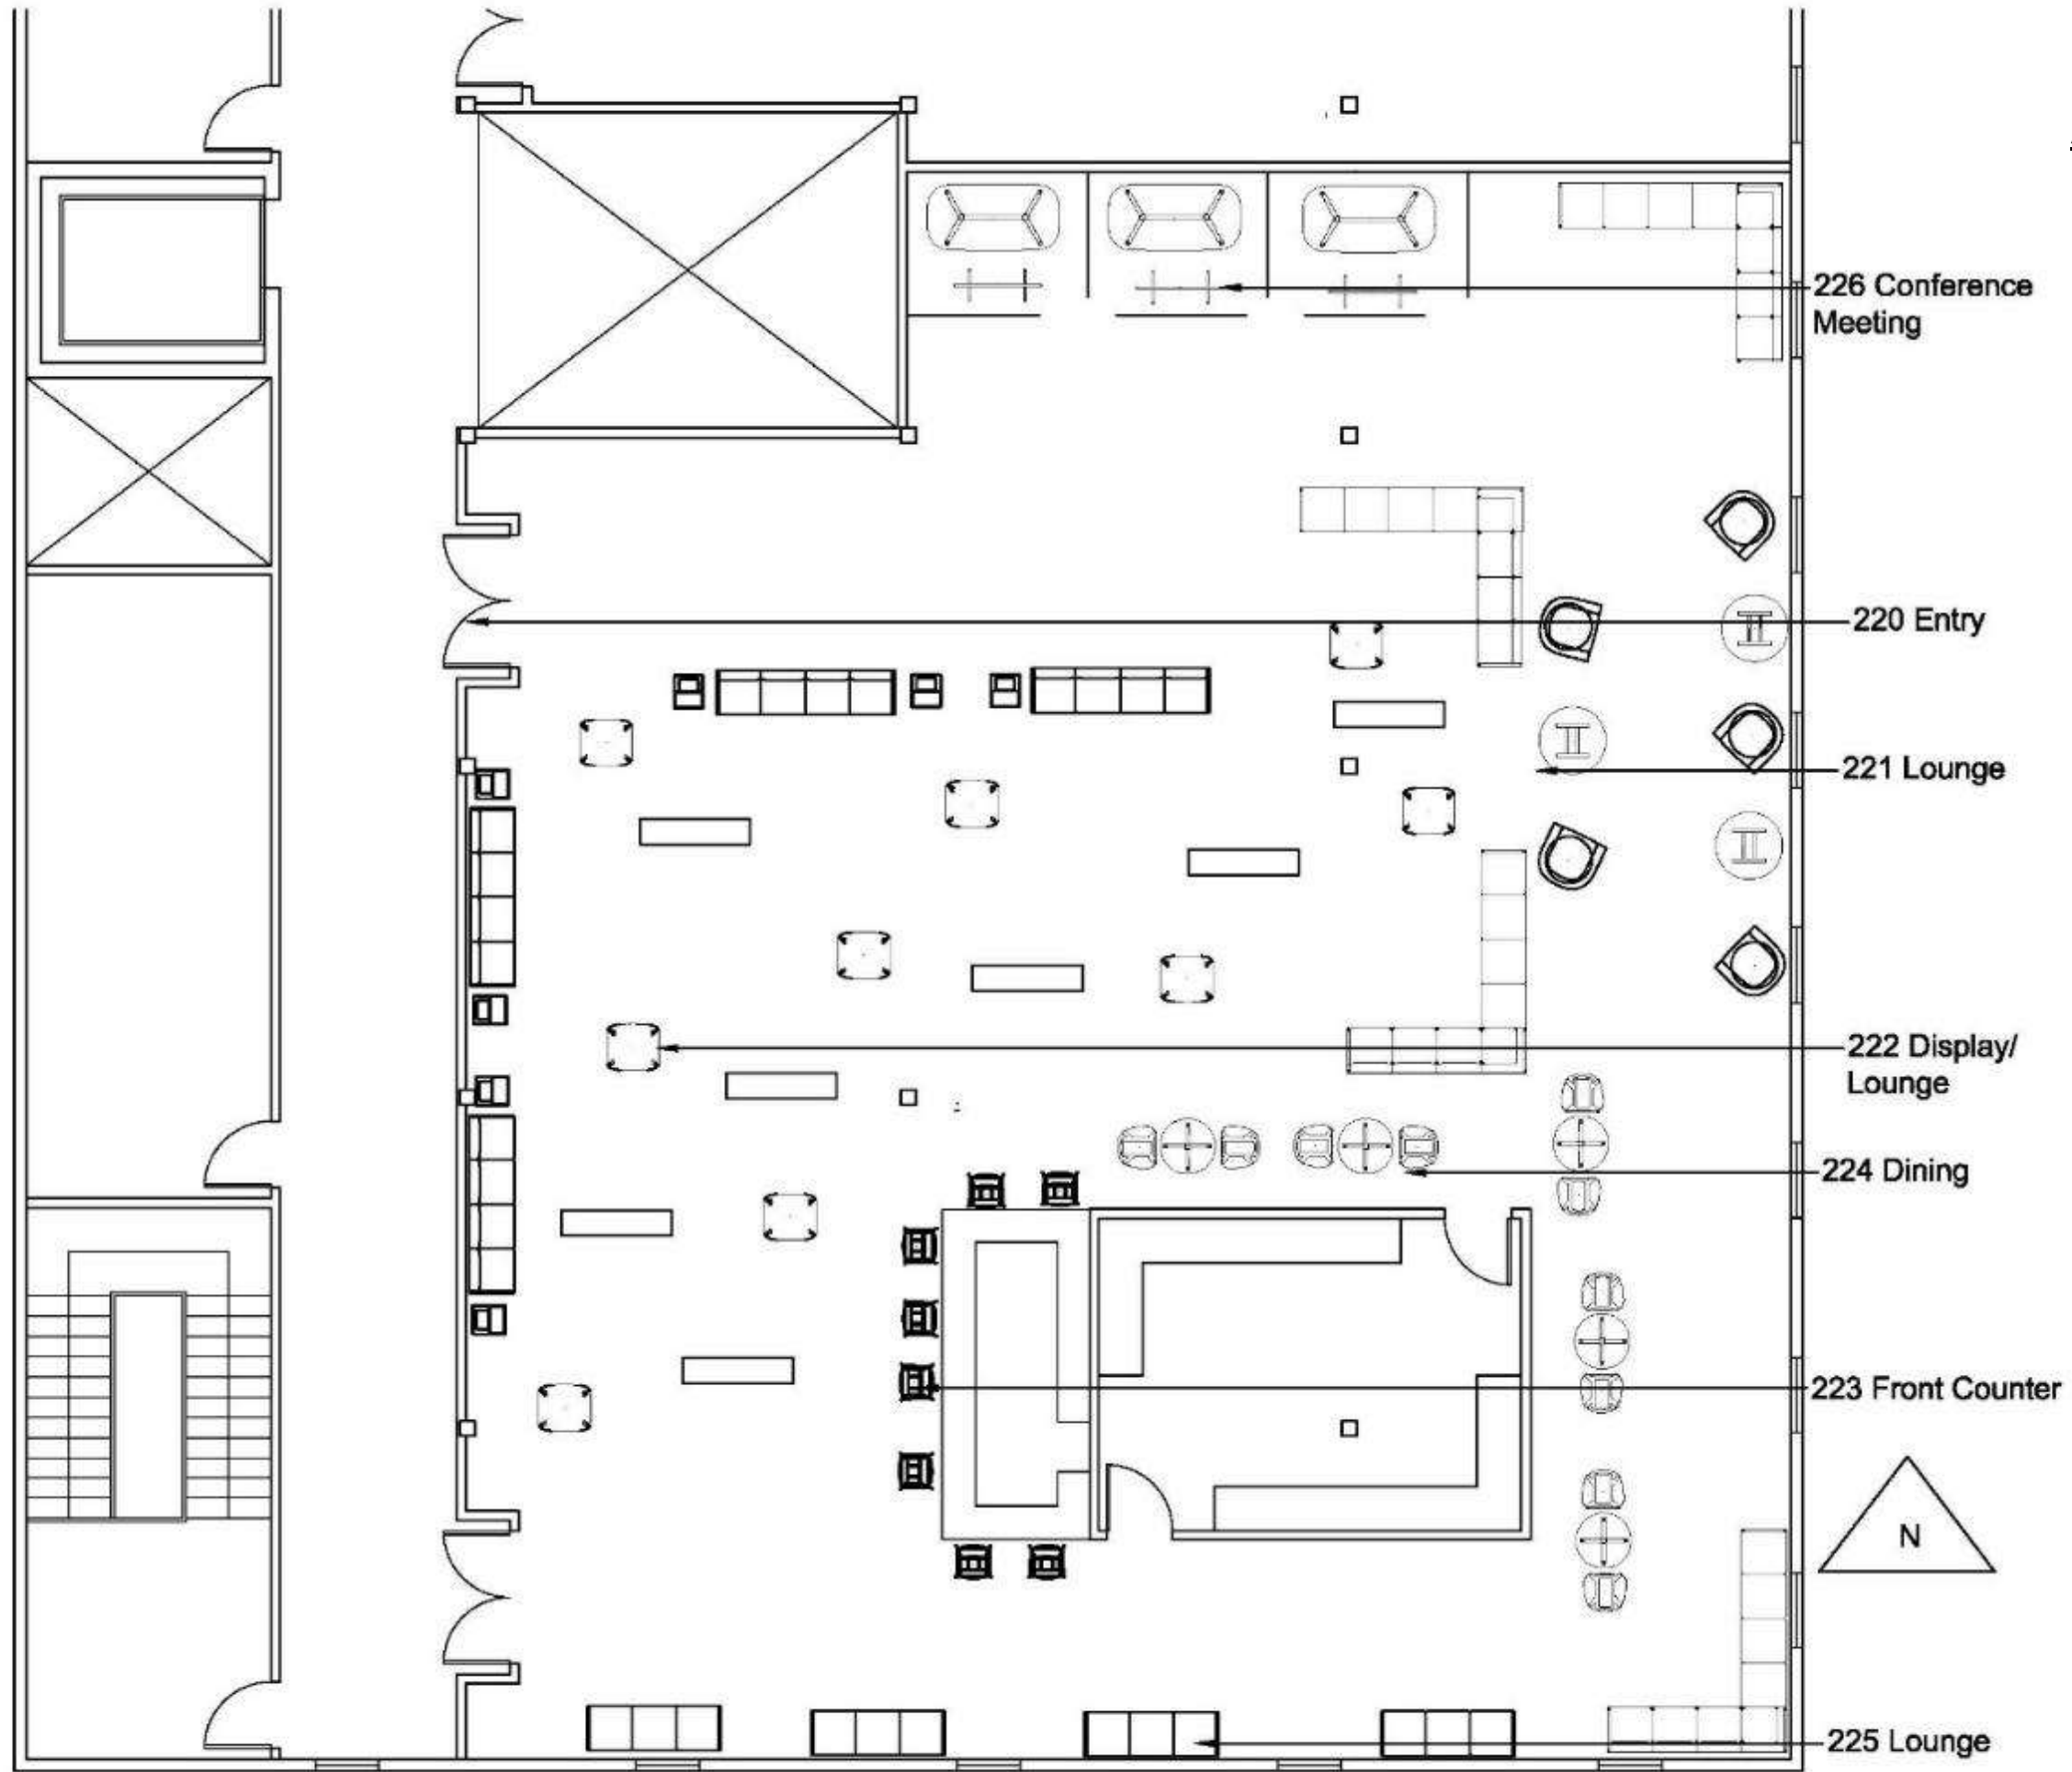 226 Conference
Meeting
220 Entry
221 Lounge
222 Display/
Lounge
224 Dining
223 Front Counter
N
225 Lounge